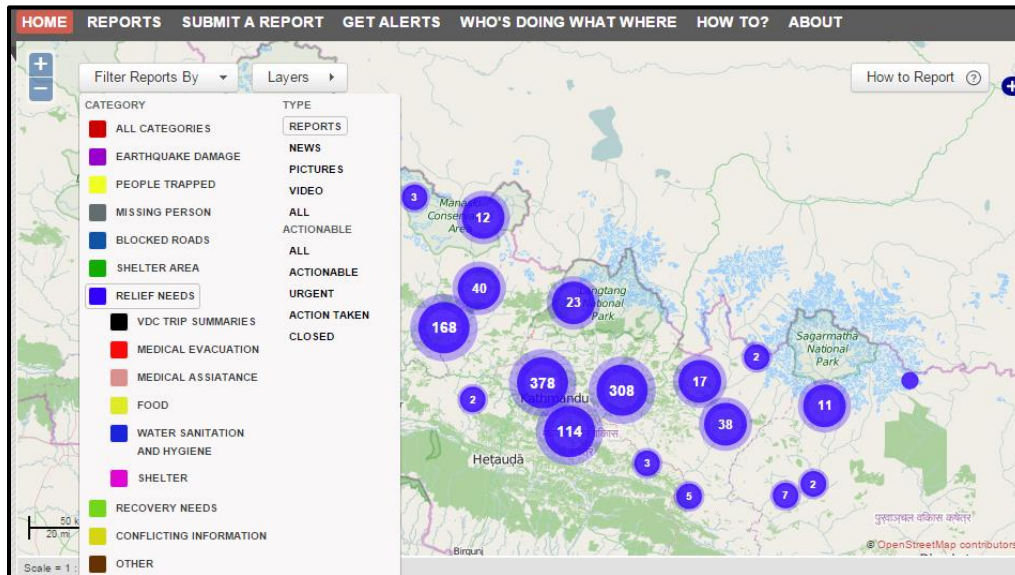 HOME REPORTS SUBMIT A REPORT GET ALERTS WHO'S DOING WHAT WHERE HOW TO? ABOUT
+
−
Filter Reports By
Layers
How to Report ?
+
CATEGORY
ALL CATEGORIES
EARTHQUAKE DAMAGE
PEOPLE TRAPPED
MISSING PERSON
BLOCKED ROADS
SHELTER AREA
RELIEF NEEDS
VDC TRIP SUMMARIES
MEDICAL EVACUATION
MEDICAL ASSIATANCE
FOOD
WATER SANITATION
AND HYGIENE
SHELTER
RECOVERY NEEDS
CONFLICTING INFORMATION
OTHER
TYPE
REPORTS
NEWS
PICTURES
VIDEO
ALL
ACTIONABLE
ALL
ACTIONABLE
URGENT
ACTION TAKEN
CLOSED
3
12
Area
40
23
Langtang
National
Park
168
378
308
Kathmandu
114
2
17
2
38
11
Sagarmatha
National
Park
Hetauda
3
5
7
2
Birgunj
50
20 mi
Scale = 1 :
© OpenStreetMap contributors